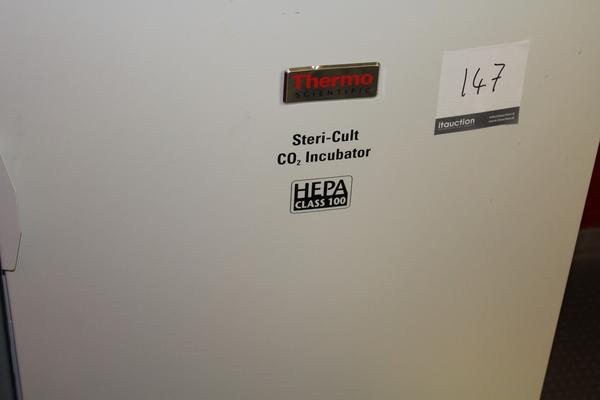 Thermo
SCIENTIFIC
147
itauction
Steri-Cult
CO₂ Incubator
HEPA
CLASS 100